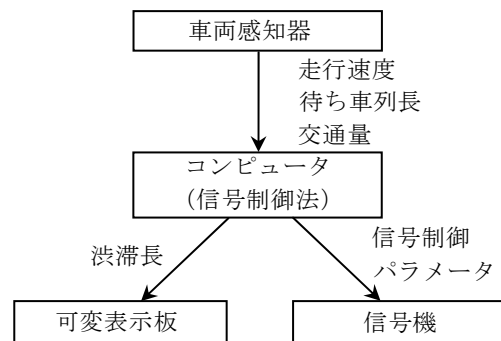 車両感知器
走行速度
待ち車列長
交通量
コンピュータ
（信号制御法）
渋滞長
信号制御
パラメータ
可変表示板
信号機